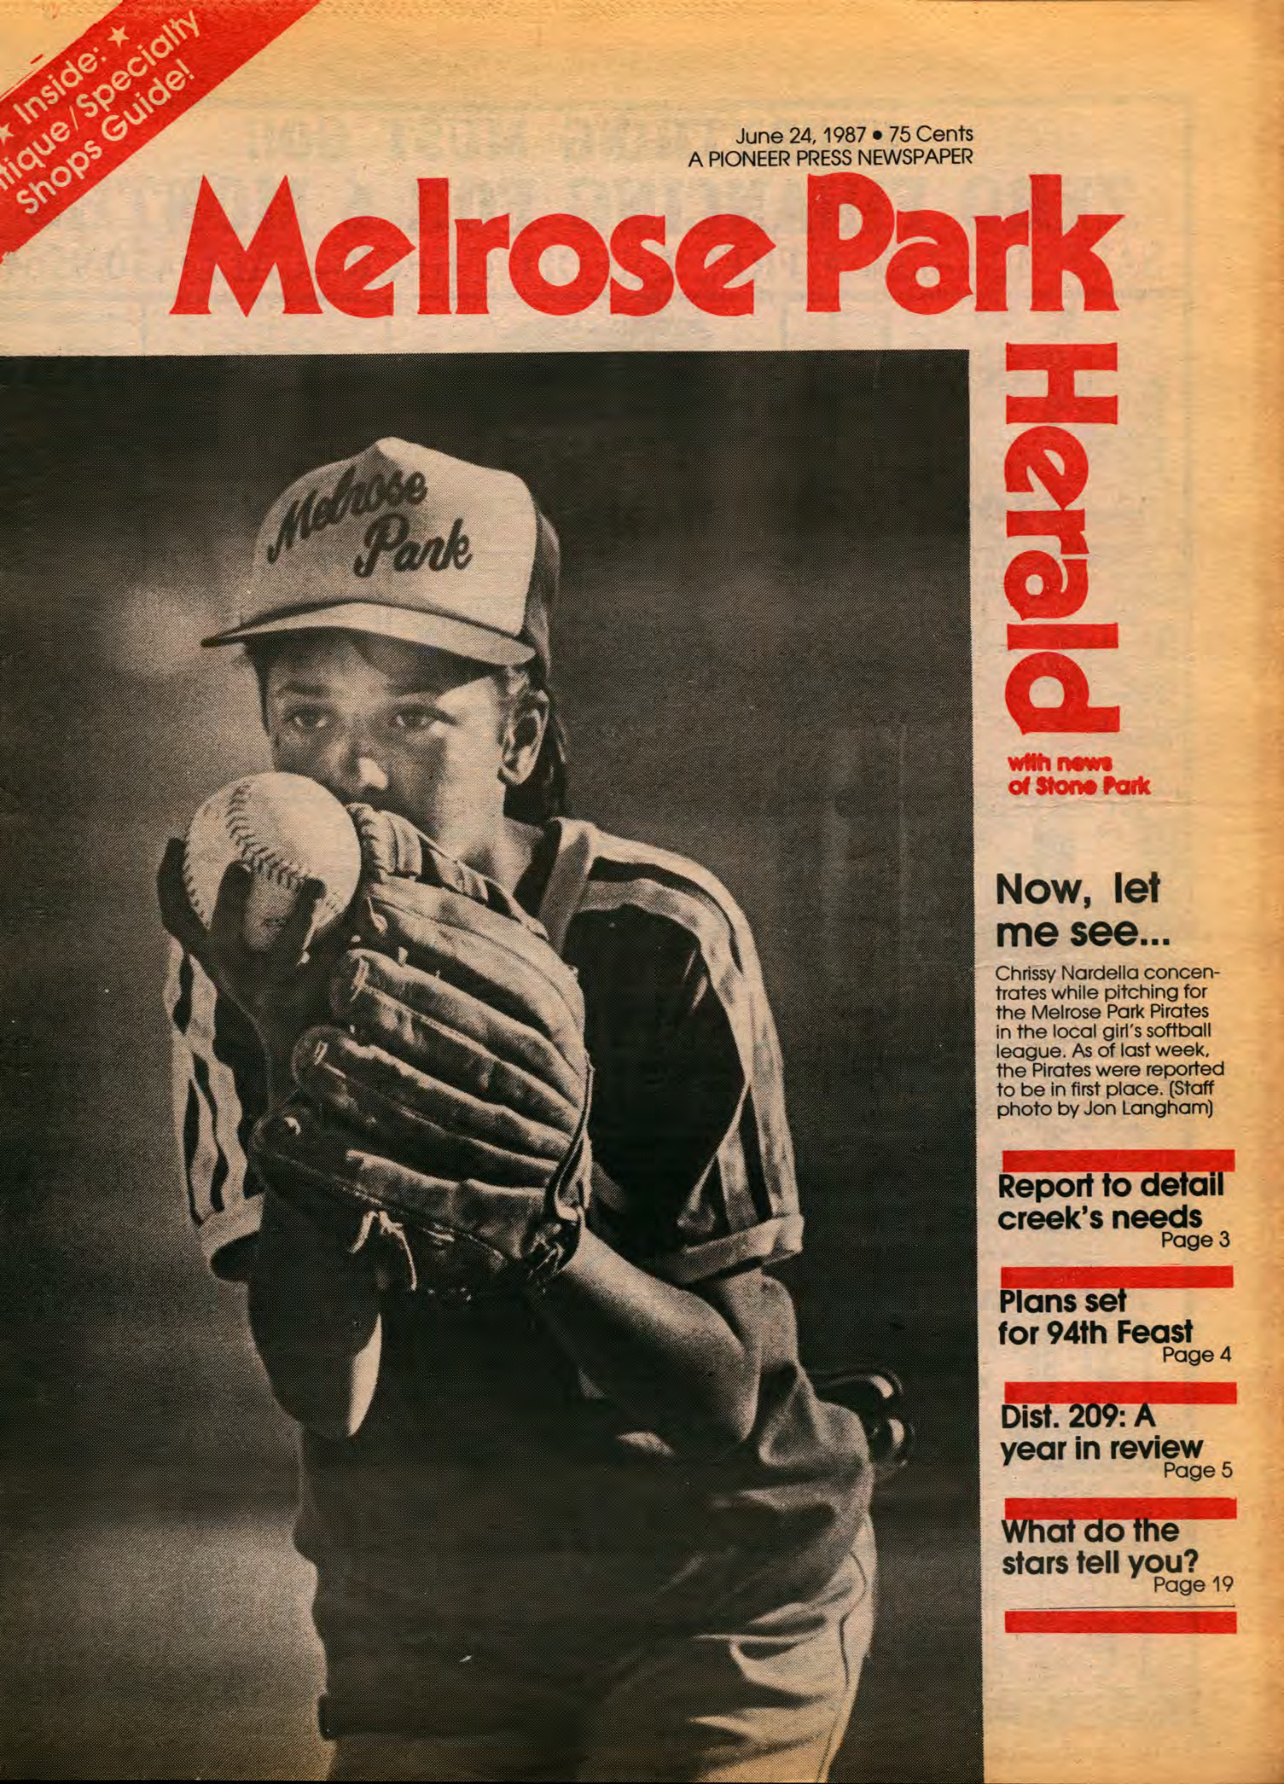 ★ Inside: ★
tique/Specialty
Shops Guide!
June 24, 1987 • 75 Cents
A PIONEER PRESS NEWSPAPER
Melrose Park
Herald
with news
of Stone Park
Melrose
Park
Now, let
me see...
Chrissy Nardella concen-
trates while pitching for
the Melrose Park Pirates
in the local girl's softball
league. As of last week,
the Pirates were reported
to be in first place. (Staff
photo by Jon Langham)
Report to detail
creek's needs
Page 3
Plans set
for 94th Feast
Page 4
Dist. 209: A
year in review
Page 5
What do the
stars tell you?
Page 19